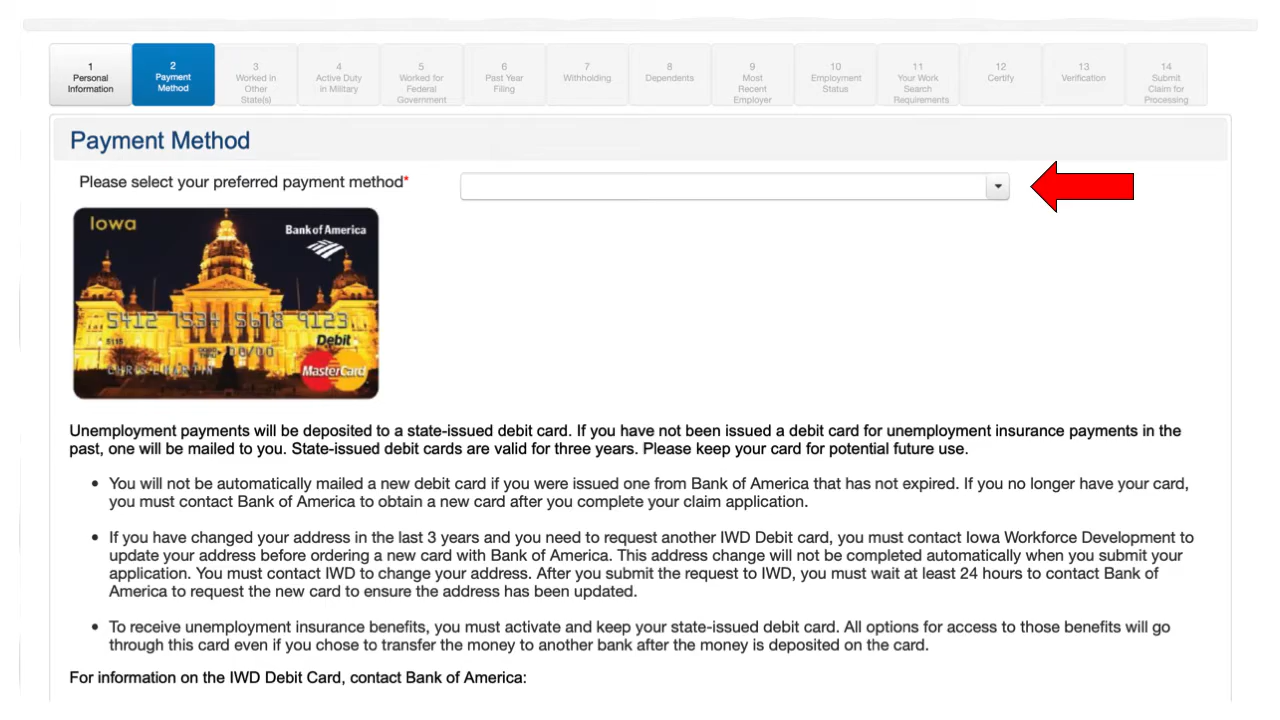 1
Personal
Information
2
Payment
Method
3
Worked in
Other
State(s)
4
Active Duty
in Military
5
Worked for
Federal
Government
6
Past Year
Filing
7
Withholding
8
Dependents
9
Most
Recent
Employer
10
Employment
Status
11
Your Work
Search
Requirements
12
Certify
13
Verification
14
Submit
Claim for
Processing
Payment Method
Please select your preferred payment method*
Iowa
Bank of America
5412 7534 5678 9123
5115
00/00
Debit
CHRIS L MARTIN
MasterCard
Unemployment payments will be deposited to a state-issued debit card. If you have not been issued a debit card for unemployment insurance payments in the
past, one will be mailed to you. State-issued debit cards are valid for three years. Please keep your card for potential future use.
• You will not be automatically mailed a new debit card if you were issued one from Bank of America that has not expired. If you no longer have your card,
you must contact Bank of America to obtain a new card after you complete your claim application.
• If you have changed your address in the last 3 years and you need to request another IWD Debit card, you must contact Iowa Workforce Development to
update your address before ordering a new card with Bank of America. This address change will not be completed automatically when you submit your
application. You must contact IWD to change your address. After you submit the request to IWD, you must wait at least 24 hours to contact Bank of
America to request the new card to ensure the address has been updated.
• To receive unemployment insurance benefits, you must activate and keep your state-issued debit card. All options for access to those benefits will go
through this card even if you chose to transfer the money to another bank after the money is deposited on the card.
For information on the IWD Debit Card, contact Bank of America: